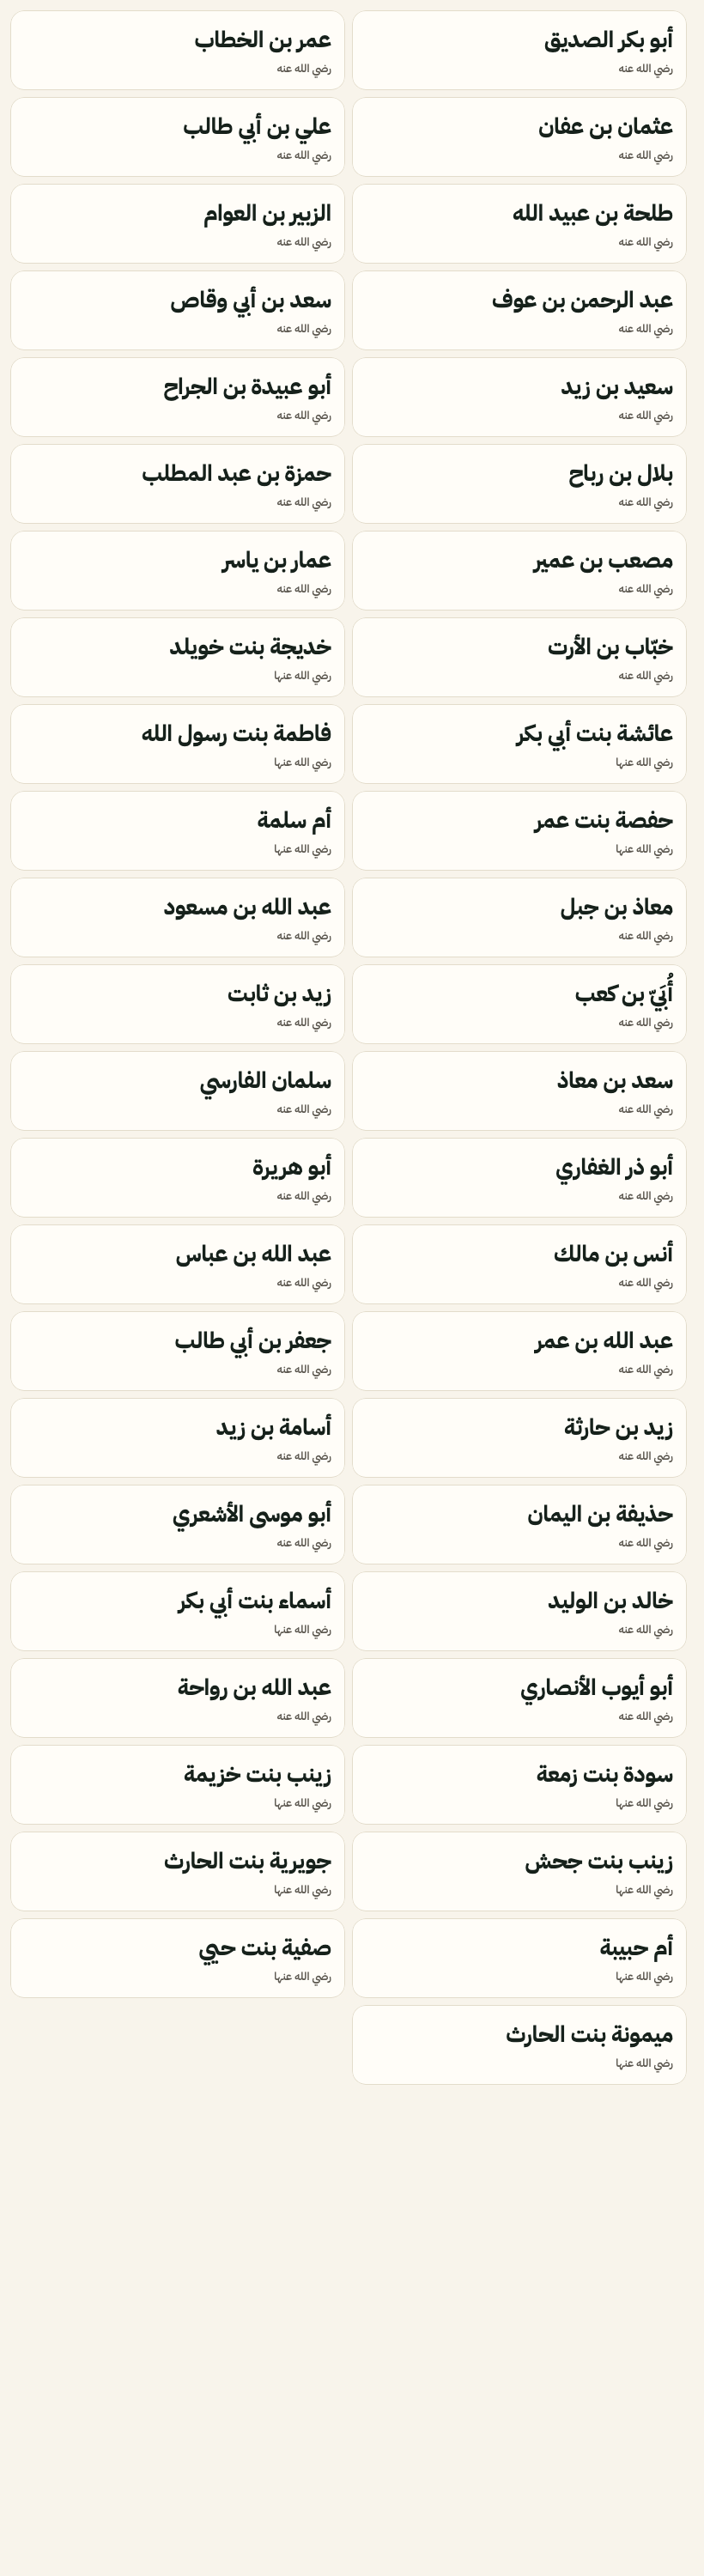 أبو بكر الصديق
رضي الله عنه
عمر بن الخطاب
رضي الله عنه
عثمان بن عفان
رضي الله عنه
علي بن أبي طالب
رضي الله عنه
طلحة بن عبيد الله
رضي الله عنه
الزبير بن العوام
رضي الله عنه
عبد الرحمن بن عوف
رضي الله عنه
سعد بن أبي وقاص
رضي الله عنه
سعيد بن زيد
رضي الله عنه
أبو عبيدة بن الجراح
رضي الله عنه
بلال بن رباح
رضي الله عنه
حمزة بن عبد المطلب
رضي الله عنه
مصعب بن عمير
رضي الله عنه
عمار بن ياسر
رضي الله عنه
خبّاب بن الأرت
رضي الله عنه
خديجة بنت خويلد
رضي الله عنها
عائشة بنت أبي بكر
رضي الله عنها
فاطمة بنت رسول الله
رضي الله عنها
حفصة بنت عمر
رضي الله عنها
أم سلمة
رضي الله عنها
معاذ بن جبل
رضي الله عنه
عبد الله بن مسعود
رضي الله عنه
أُبَيّ بن كعب
رضي الله عنه
زيد بن ثابت
رضي الله عنه
سعد بن معاذ
رضي الله عنه
سلمان الفارسي
رضي الله عنه
أبو ذر الغفاري
رضي الله عنه
أبو هريرة
رضي الله عنه
أنس بن مالك
رضي الله عنه
عبد الله بن عباس
رضي الله عنه
عبد الله بن عمر
رضي الله عنه
جعفر بن أبي طالب
رضي الله عنه
زيد بن حارثة
رضي الله عنه
أسامة بن زيد
رضي الله عنه
حذيفة بن اليمان
رضي الله عنه
أبو موسى الأشعري
رضي الله عنه
خالد بن الوليد
رضي الله عنه
أسماء بنت أبي بكر
رضي الله عنها
أبو أيوب الأنصاري
رضي الله عنه
عبد الله بن رواحة
رضي الله عنه
سودة بنت زمعة
رضي الله عنها
زينب بنت خزيمة
رضي الله عنها
زينب بنت جحش
رضي الله عنها
جويرية بنت الحارث
رضي الله عنها
أم حبيبة
رضي الله عنها
صفية بنت حيي
رضي الله عنها
ميمونة بنت الحارث
رضي الله عنها